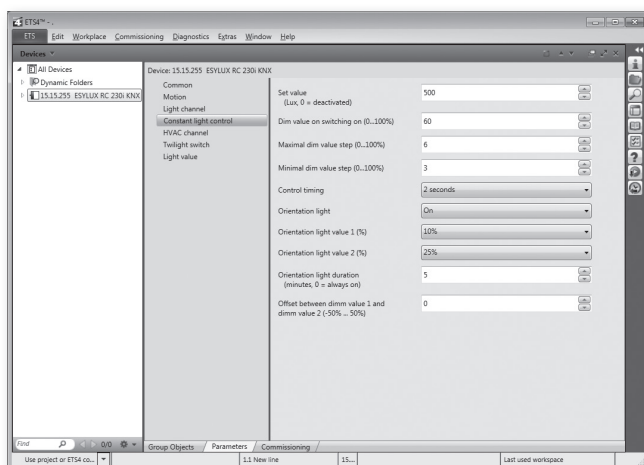 ETS4™ - .
ETS Edit Workplace Commissioning Diagnostics Extras Window Help
Devices
All Devices
Dynamic Folders
15.15.255 ESYLUX RC 230i KNX
Device: 15.15.255 ESYLUX RC 230i KNX
Common
Motion
Light channel
Constant light control
HVAC channel
Twilight switch
Light value
Set value
(Lux, 0 = deactivated)
500
Dim value on switching on (0...100%)
60
Maximal dim value step (0...100%)
6
Minimal dim value step (0...100%)
3
Control timing
2 seconds
Orientation light
On
Orientation light value 1 (%)
10%
Orientation light value 2 (%)
25%
Orientation light duration
(minutes, 0 = always on)
5
Offset between dimm value 1 and
dimm value 2 (-50% ... 50%)
0
Find
0/0
Group Objects Parameters Commissioning
Use project or ETS4 co... 1.1 New line 15.... Last used workspace